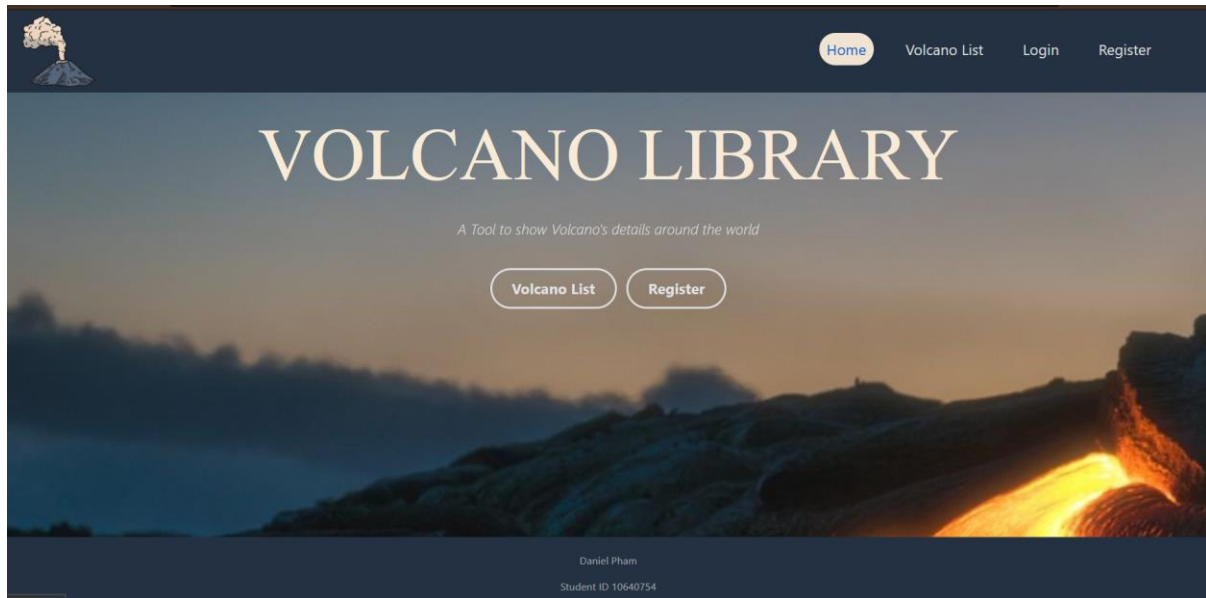 Home Volcano List Login Register
VOLCANO LIBRARY
A Tool to show Volcano's details around the world
Volcano List Register
Daniel Pham
Student ID 10640754